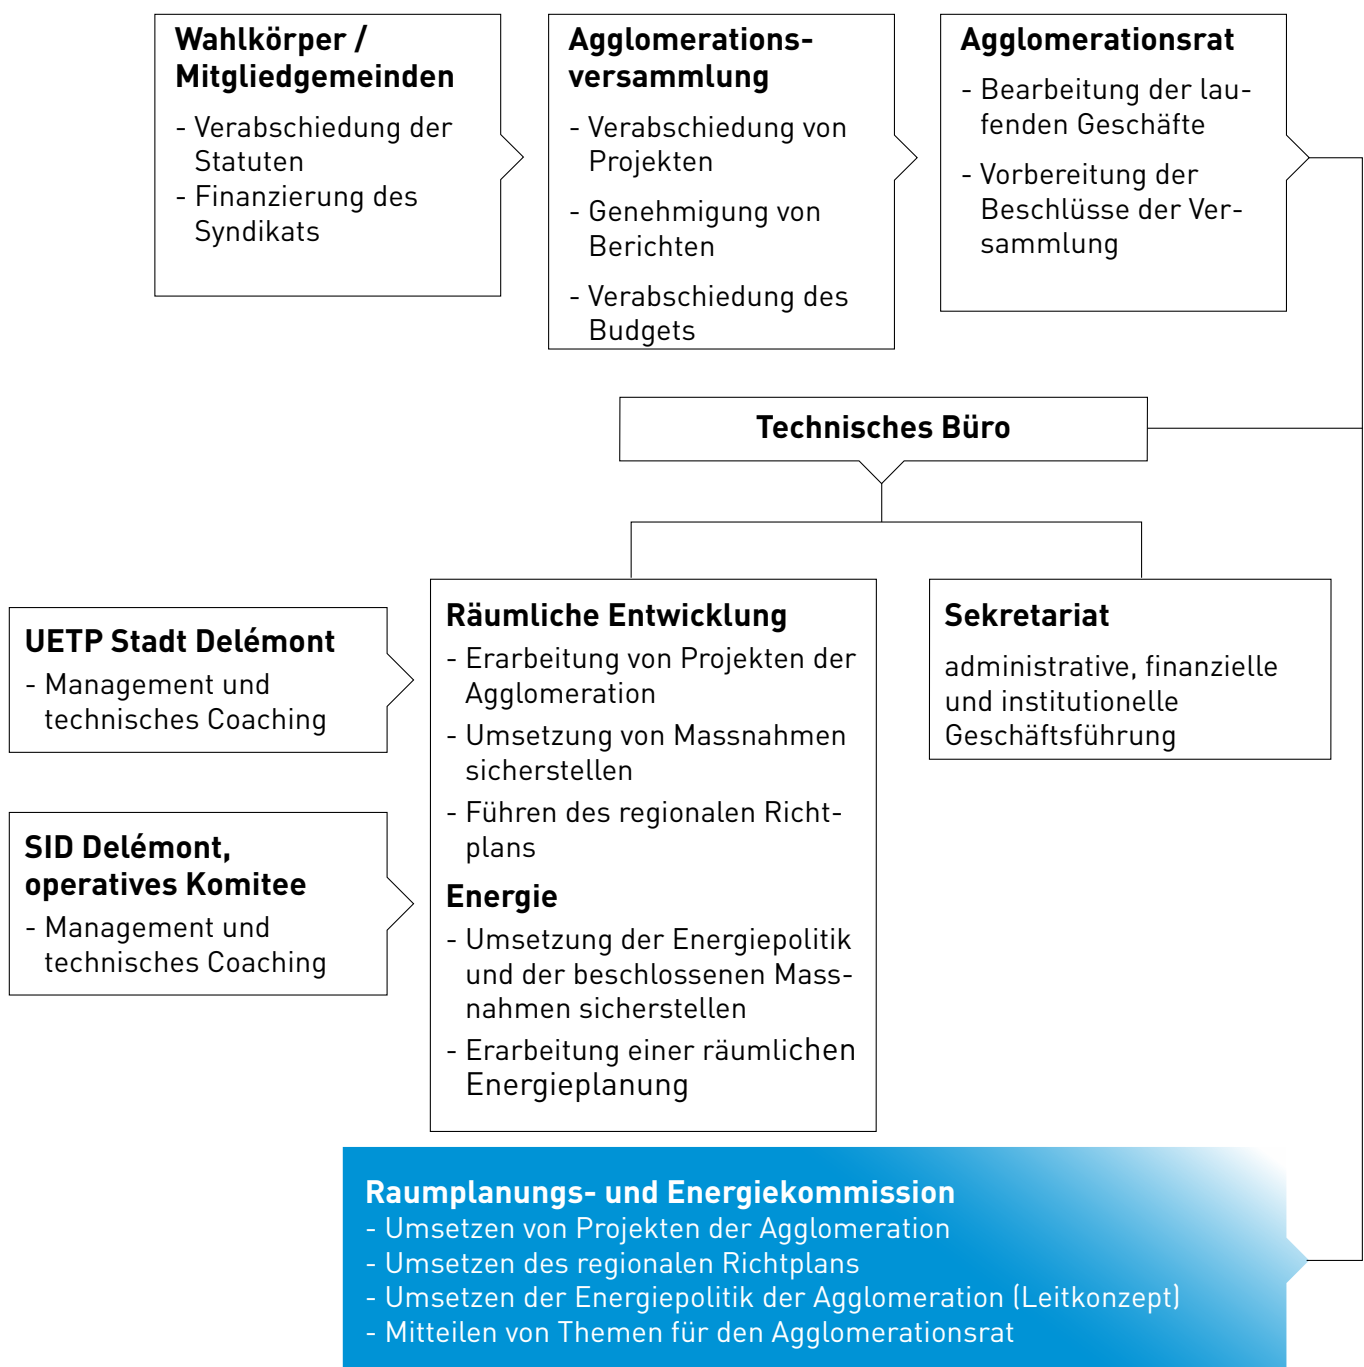 Wahlkörper /
Mitgliedgemeinden
- Verabschiedung der
Statuten
- Finanzierung des
Syndikats
Agglomerations-
versammlung
- Verabschiedung von
Projekten
- Genehmigung von
Berichten
- Verabschiedung des
Budgets
Agglomerationsrat
- Bearbeitung der lau-
fenden Geschäfte
- Vorbereitung der
Beschlüsse der Ver-
sammlung
Technisches Büro
UETP Stadt Delémont
- Management und
technisches Coaching
SID Delémont,
operatives Komitee
- Management und
technisches Coaching
Räumliche Entwicklung
- Erarbeitung von Projekten der
Agglomeration
- Umsetzung von Massnahmen
sicherstellen
- Führen des regionalen Richt-
plans
Energie
- Umsetzung der Energiepolitik
und der beschlossenen Mass-
nahmen sicherstellen
- Erarbeitung einer räumlichen
Energieplanung
Sekretariat
administrative, finanzielle
und institutionelle
Geschäftsführung
Raumplanungs- und Energiekommission
- Umsetzen von Projekten der Agglomeration
- Umsetzen des regionalen Richtplans
- Umsetzen der Energiepolitik der Agglomeration (Leitkonzept)
- Mitteilen von Themen für den Agglomerationsrat